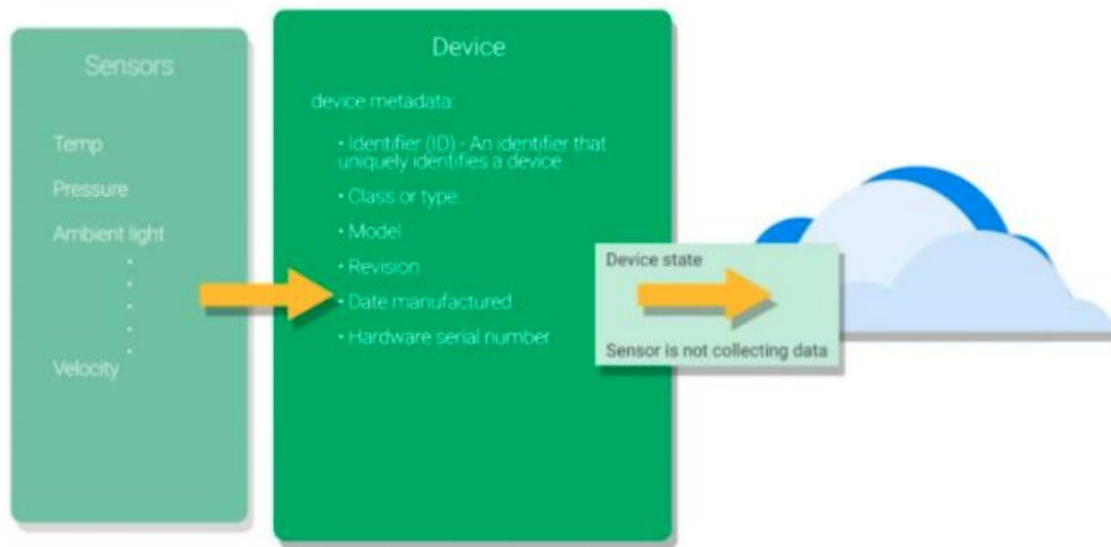 Sensors
Temp
Pressure
Ambient light
Velocity
Device
device metadata:
• Identifier (ID) - An identifier that
uniquely identifies a device.
• Class or type.
• Model
• Revision
• Date manufactured
• Hardware serial number
Device state
Sensor is not collecting data